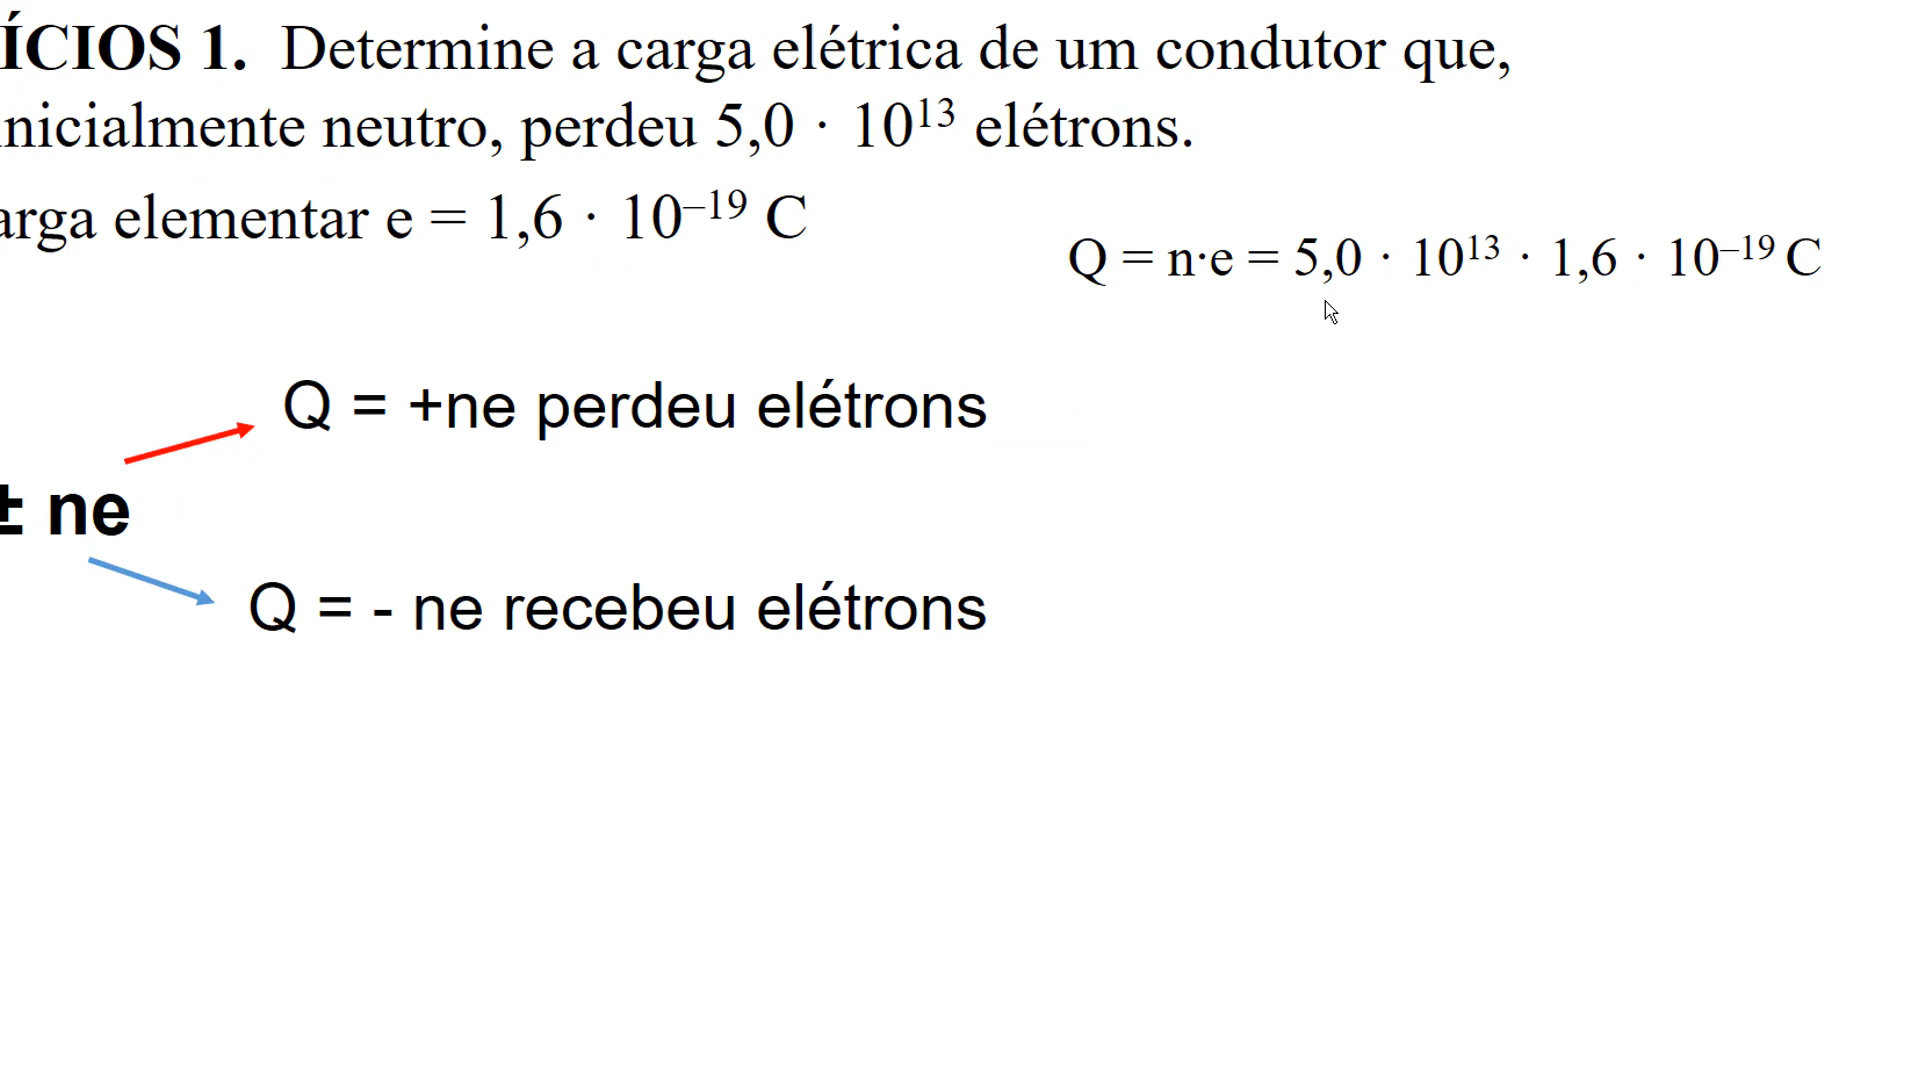 ÍCIOS 1. Determine a carga elétrica de um condutor que,
nicialmente neutro, perdeu 5,0 · 10¹³ elétrons.
arga elementar e = 1,6 · 10⁻¹⁹ C
Q = n·e = 5,0 · 10¹³ · 1,6 · 10⁻¹⁹ C
Q = +ne perdeu elétrons
± ne
Q = - ne recebeu elétrons